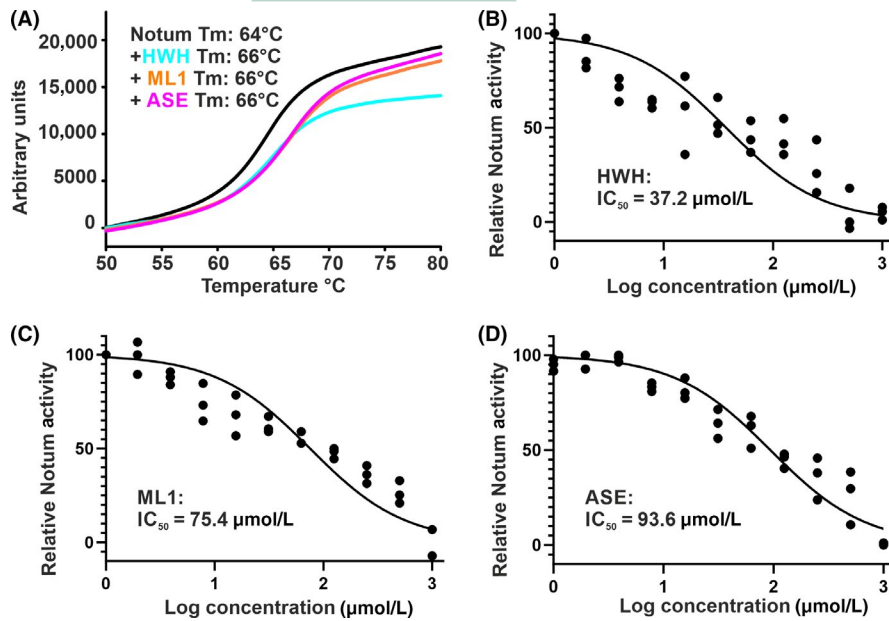 (A)
Notum Tm: 64°C
+HWH Tm: 66°C
+ ML1 Tm: 66°C
+ ASE Tm: 66°C
Arbitrary units
20,000
15,000
10,000
5000
0
50 55 60 65 70 75 80
Temperature °C
(B)
Relative Notum activity
100
50
0
HWH:
IC50 = 37.2 µmol/L
0 1 2 3
Log concentration (µmol/L)
(C)
Relative Notum activity
100
50
0
ML1:
IC50 = 75.4 µmol/L
0 1 2 3
Log concentration (µmol/L)
(D)
Relative Notum activity
100
50
0
ASE:
IC50 = 93.6 µmol/L
0 1 2 3
Log concentration (µmol/L)